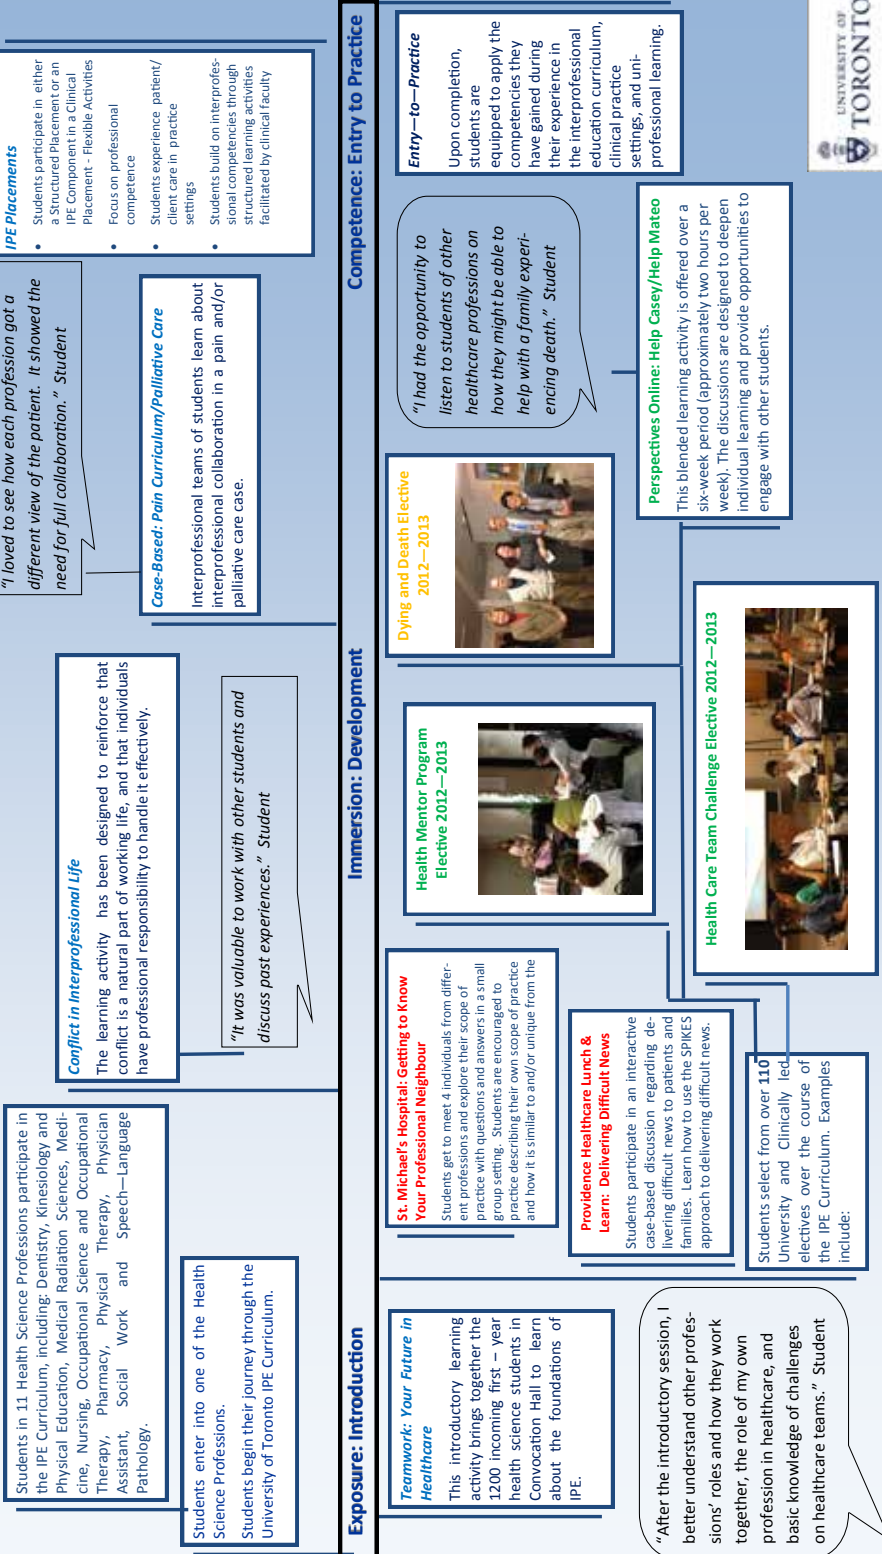 Students in 11 Health Science Professions participate in
the IPE Curriculum, including: Dentistry, Kinesiology and
Physical Education, Medical Radiation Sciences, Medi-
cine, Nursing, Occupational Science and Occupational
Therapy, Pharmacy, Physical Therapy, Physician
Assistant, Social Work and Speech—Language
Pathology.
Students enter into one of the Health
Science Professions.
Students begin their journey through the
University of Toronto IPE Curriculum.
Conflict in Interprofessional Life
The learning activity has been designed to reinforce that
conflict is a natural part of working life, and that individuals
have professional responsibility to handle it effectively.
"It was valuable to work with other students and
discuss past experiences." Student
"I loved to see how each profession got a
different view of the patient. It showed the
need for full collaboration." Student
Case-Based: Pain Curriculum/Palliative Care
Interprofessional teams of students learn about
interprofessional collaboration in a pain and/or
palliative care case.
IPE Placements
• Students participate in either
a Structured Placement or an
IPE Component in a Clinical
Placement - Flexible Activities
• Focus on professional
competence
• Students experience patient/
client care in practice
settings
• Students build on interprofes-
sional competencies through
structured learning activities
facilitated by clinical faculty
Exposure: Introduction
Immersion: Development
Competence: Entry to Practice
Teamwork: Your Future in
Healthcare
This introductory learning
activity brings together the
1200 incoming first – year
health science students in
Convocation Hall to learn
about the foundations of
IPE.
"After the introductory session, I
better understand other profes-
sions' roles and how they work
together, the role of my own
profession in healthcare, and
basic knowledge of challenges
on healthcare teams." Student
St. Michael's Hospital: Getting to Know
Your Professional Neighbour
Students get to meet 4 individuals from differ-
ent professions and explore their scope of
practice with questions and answers in a small
group setting. Students are encouraged to
practice describing their own scope of practice
and how it is similar to and/or unique from the
Providence Healthcare Lunch &
Learn: Delivering Difficult News
Students participate in an interactive
case-based discussion regarding de-
livering difficult news to patients and
families. Learn how to use the SPIKES
approach to delivering difficult news.
Students select from over 110
University and Clinically led
electives over the course of
the IPE Curriculum. Examples
include:
Health Mentor Program
Elective 2012—2013
Health Care Team Challenge Elective 2012—2013
Dying and Death Elective
2012—2013
"I had the opportunity to
listen to students of other
healthcare professions on
how they might be able to
help with a family experi-
encing death." Student
Perspectives Online: Help Casey/Help Mateo
This blended learning activity is offered over a
six-week period (approximately two hours per
week). The discussions are designed to deepen
individual learning and provide opportunities to
engage with other students.
Entry—to—Practice
Upon completion,
students are
equipped to apply the
competencies they
have gained during
their experience in
the interprofessional
education curriculum,
clinical practice
settings, and uni-
professional learning.
UNIVERSITY OF
TORONTO